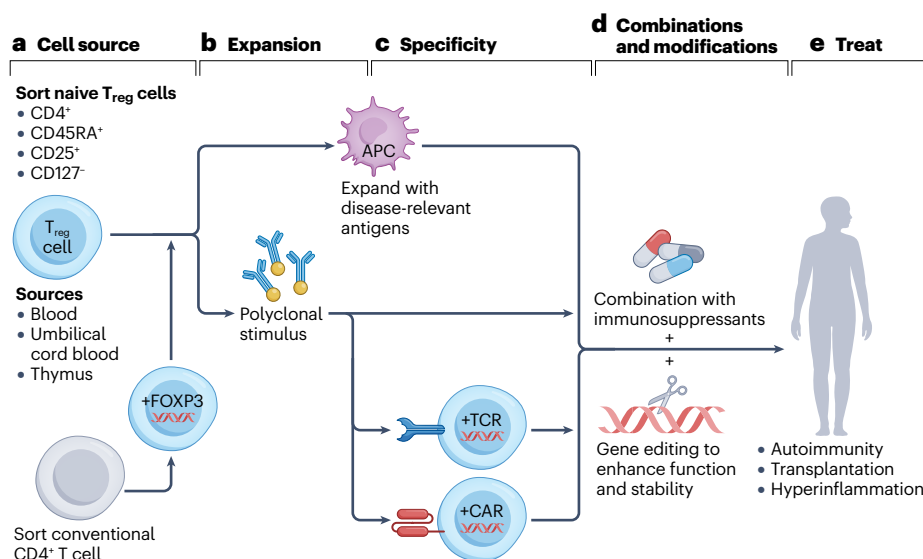 a Cell source
b Expansion
c Specificity
d Combinations
and modifications
e Treat
Sort naive Treg cells
• CD4⁺
• CD45RA⁺
• CD25⁺
• CD127⁻
Treg
cell
Sources
• Blood
• Umbilical
cord blood
• Thymus
+FOXP3
Sort conventional
CD4⁺ T cell
Polyclonal
stimulus
APC
Expand with
disease-relevant
antigens
+TCR
+CAR
Combination with
immunosuppressants
+
+
Gene editing to
enhance function
and stability
• Autoimmunity
• Transplantation
• Hyperinflammation